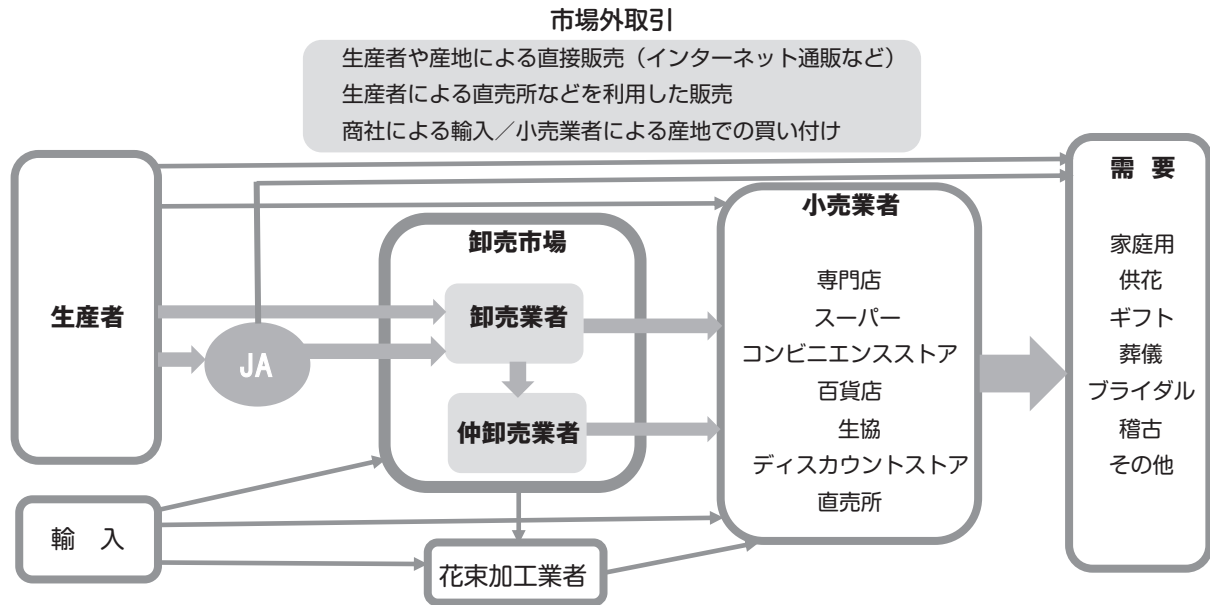 市場外取引
生産者や産地による直接販売（インターネット通販など）
生産者による直売所などを利用した販売
商社による輸入／小売業者による産地での買い付け
生産者
JA
輸　入
卸売市場
卸売業者
仲卸売業者
花束加工業者
小売業者
専門店
スーパー
コンビニエンスストア
百貨店
生協
ディスカウントストア
直売所
需　要
家庭用
供花
ギフト
葬儀
ブライダル
稽古
その他